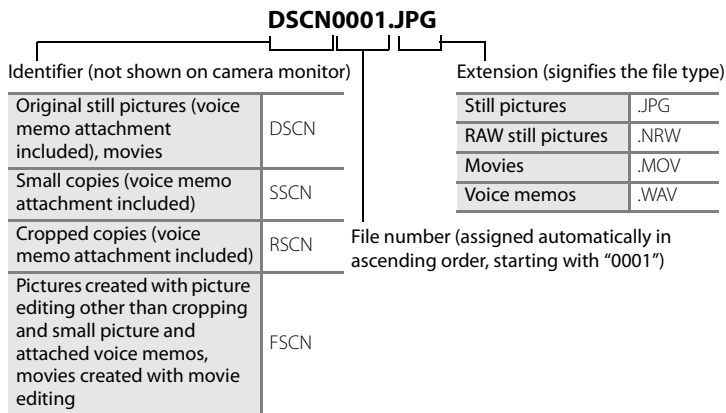 DSCN0001.JPG
Identifier (not shown on camera monitor)
Original still pictures (voice
memo attachment
included), movies
DSCN
Small copies (voice memo
attachment included)
SSCN
Cropped copies (voice
memo attachment included)
RSCN
Pictures created with picture
editing other than cropping
and small picture and
attached voice memos,
movies created with movie
editing
FSCN
Extension (signifies the file type)
Still pictures .JPG
RAW still pictures .NRW
Movies .MOV
Voice memos .WAV
File number (assigned automatically in
ascending order, starting with “0001”)